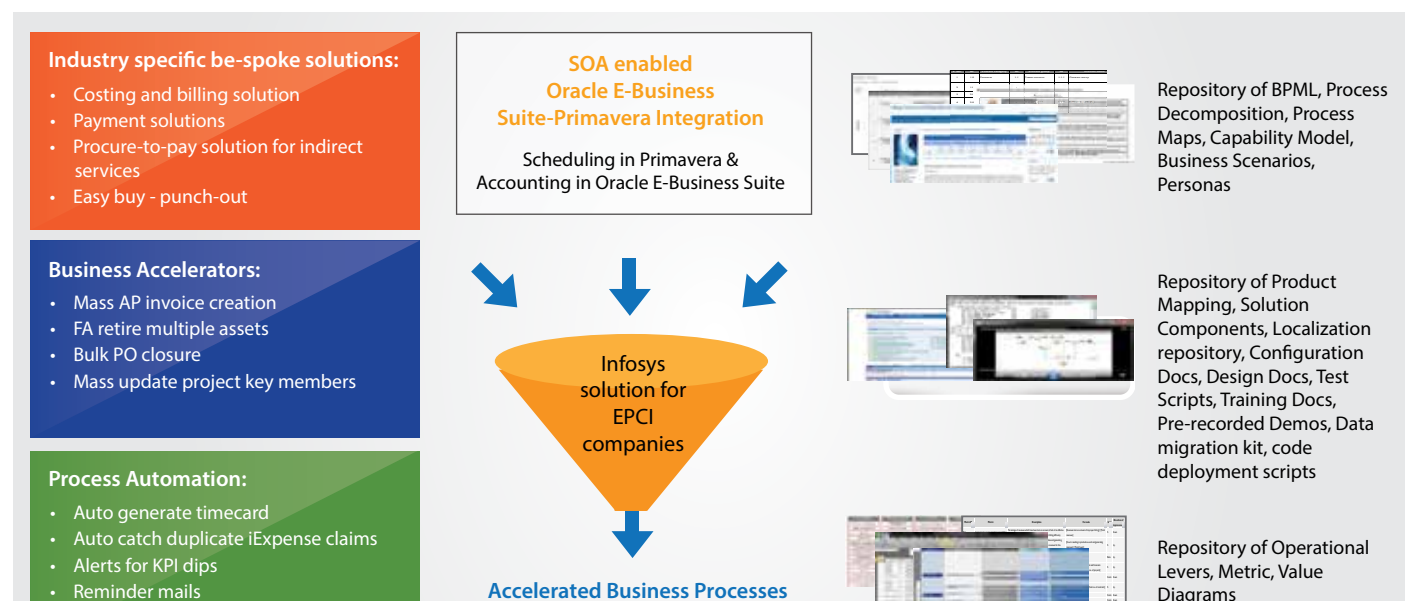 Industry specific be-spoke solutions:
• Costing and billing solution
• Payment solutions
• Procure-to-pay solution for indirect
services
• Easy buy - punch-out
Business Accelerators:
• Mass AP invoice creation
• FA retire multiple assets
• Bulk PO closure
• Mass update project key members
Process Automation:
• Auto generate timecard
• Auto catch duplicate iExpense claims
• Alerts for KPI dips
• Reminder mails
SOA enabled
Oracle E-Business
Suite-Primavera Integration
Scheduling in Primavera &
Accounting in Oracle E-Business Suite
Infosys
solution for
EPCI
companies
Accelerated Business Processes
Repository of BPML, Process
Decomposition, Process
Maps, Capability Model,
Business Scenarios,
Personas
Repository of Product
Mapping, Solution
Components, Localization
repository, Configuration
Docs, Design Docs, Test
Scripts, Training Docs,
Pre-recorded Demos, Data
migration kit, code
deployment scripts
Repository of Operational
Levers, Metric, Value
Diagrams